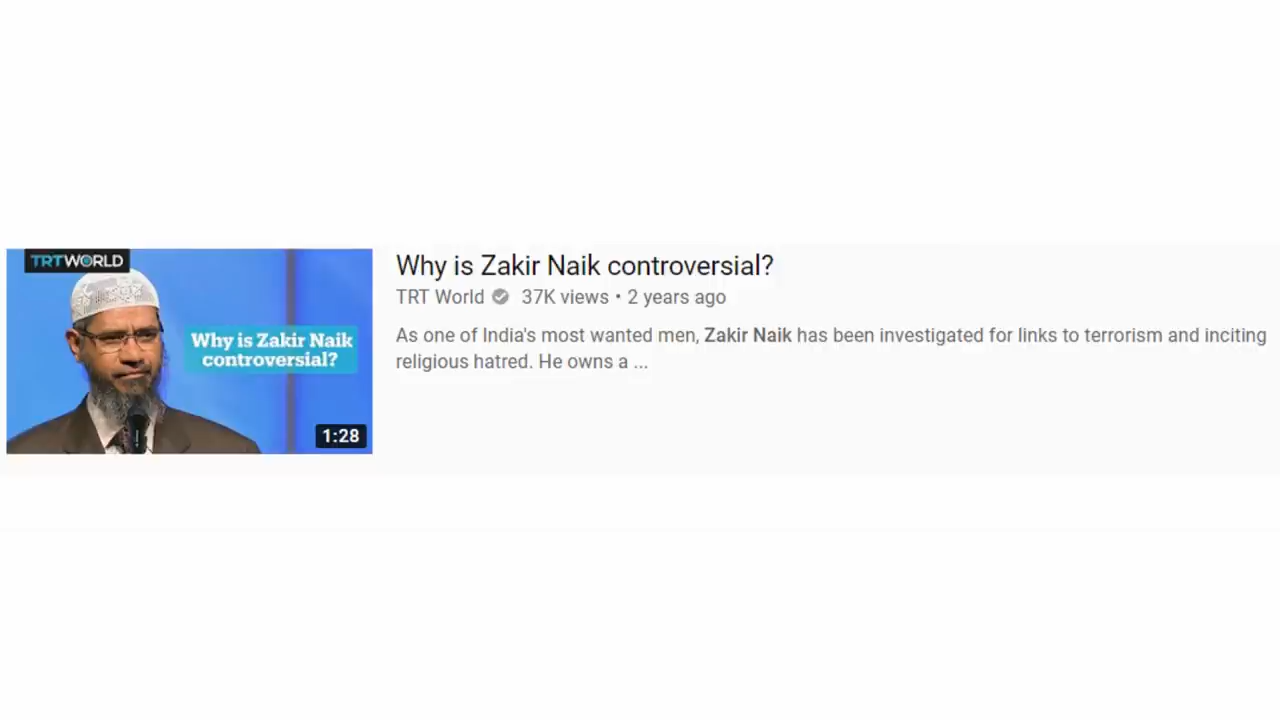 TRTWORLD
Why is Zakir Naik
controversial?
1:28
Why is Zakir Naik controversial?
TRT World 37K views • 2 years ago
As one of India's most wanted men, Zakir Naik has been investigated for links to terrorism and inciting
religious hatred. He owns a ...